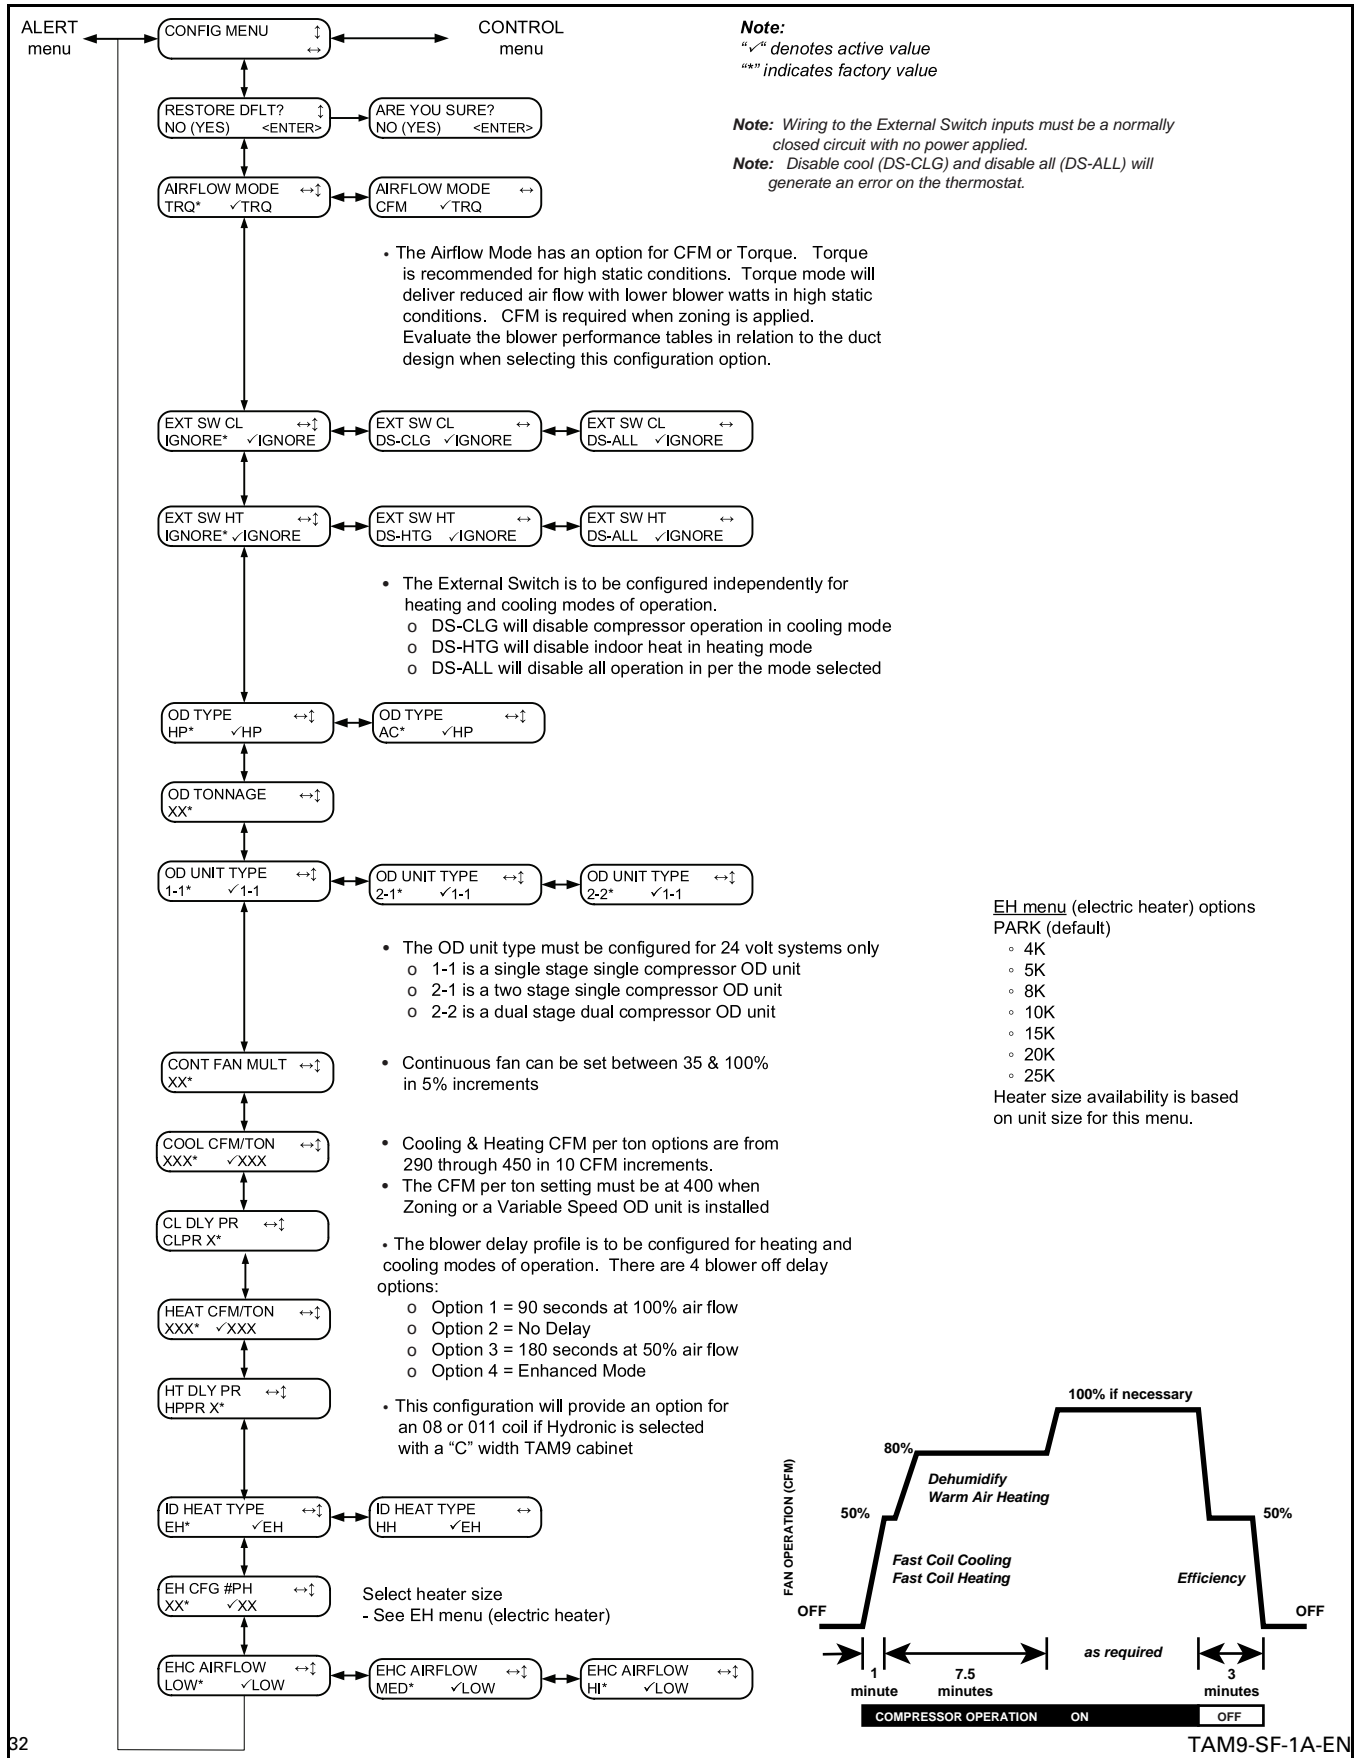 ALERT
menu
CONFIG MENU ↕
↔
CONTROL
menu
Note:
“✓“ denotes active value
“*” indicates factory value
RESTORE DFLT? ↕
NO (YES) <ENTER>
ARE YOU SURE?
NO (YES) <ENTER>
Note: Wiring to the External Switch inputs must be a normally
closed circuit with no power applied.
Note: Disable cool (DS-CLG) and disable all (DS-ALL) will
generate an error on the thermostat.
AIRFLOW MODE ↔↕
TRQ* ✓TRQ
AIRFLOW MODE ↔
CFM ✓TRQ
• The Airflow Mode has an option for CFM or Torque. Torque
is recommended for high static conditions. Torque mode will
deliver reduced air flow with lower blower watts in high static
conditions. CFM is required when zoning is applied.
Evaluate the blower performance tables in relation to the duct
design when selecting this configuration option.
EXT SW CL ↔↕
IGNORE* ✓IGNORE
EXT SW CL ↔
DS-CLG ✓IGNORE
EXT SW CL ↔
DS-ALL ✓IGNORE
EXT SW HT ↔↕
IGNORE* ✓IGNORE
EXT SW HT ↔
DS-HTG ✓IGNORE
EXT SW HT ↔
DS-ALL ✓IGNORE
• The External Switch is to be configured independently for
heating and cooling modes of operation.
o DS-CLG will disable compressor operation in cooling mode
o DS-HTG will disable indoor heat in heating mode
o DS-ALL will disable all operation in per the mode selected
OD TYPE ↔↕
HP* ✓HP
OD TYPE ↔↕
AC* ✓HP
OD TONNAGE ↔↕
XX*
OD UNIT TYPE ↔↕
1-1* ✓1-1
OD UNIT TYPE ↔↕
2-1* ✓1-1
OD UNIT TYPE ↔↕
2-2* ✓1-1
• The OD unit type must be configured for 24 volt systems only
o 1-1 is a single stage single compressor OD unit
o 2-1 is a two stage single compressor OD unit
o 2-2 is a dual stage dual compressor OD unit
EH menu (electric heater) options
PARK (default)
◦ 4K
◦ 5K
◦ 8K
◦ 10K
◦ 15K
◦ 20K
◦ 25K
Heater size availability is based
on unit size for this menu.
CONT FAN MULT ↔↕
XX*
• Continuous fan can be set between 35 & 100%
in 5% increments
COOL CFM/TON ↔↕
XXX* ✓XXX
• Cooling & Heating CFM per ton options are from
290 through 450 in 10 CFM increments.
• The CFM per ton setting must be at 400 when
Zoning or a Variable Speed OD unit is installed
CL DLY PR ↔↕
CLPR X*
• The blower delay profile is to be configured for heating and
cooling modes of operation. There are 4 blower off delay
options:
o Option 1 = 90 seconds at 100% air flow
o Option 2 = No Delay
o Option 3 = 180 seconds at 50% air flow
o Option 4 = Enhanced Mode
HEAT CFM/TON ↔↕
XXX* ✓XXX
HT DLY PR ↔↕
HPPR X*
• This configuration will provide an option for
an 08 or 011 coil if Hydronic is selected
with a “C” width TAM9 cabinet
ID HEAT TYPE ↔↕
EH* ✓EH
ID HEAT TYPE ↔
HH ✓EH
EH CFG #PH ↔↕
XX* ✓XX
Select heater size
- See EH menu (electric heater)
EHC AIRFLOW ↔↕
LOW* ✓LOW
EHC AIRFLOW ↔↕
MED* ✓LOW
EHC AIRFLOW ↔↕
HI* ✓LOW
FAN OPERATION (CFM)
100% if necessary
80%
Dehumidify
Warm Air Heating
50%
50%
Fast Coil Cooling
Fast Coil Heating
Efficiency
OFF
OFF
as required
1
minute
7.5
minutes
3
minutes
COMPRESSOR OPERATION ON
OFF
32
TAM9-SF-1A-EN